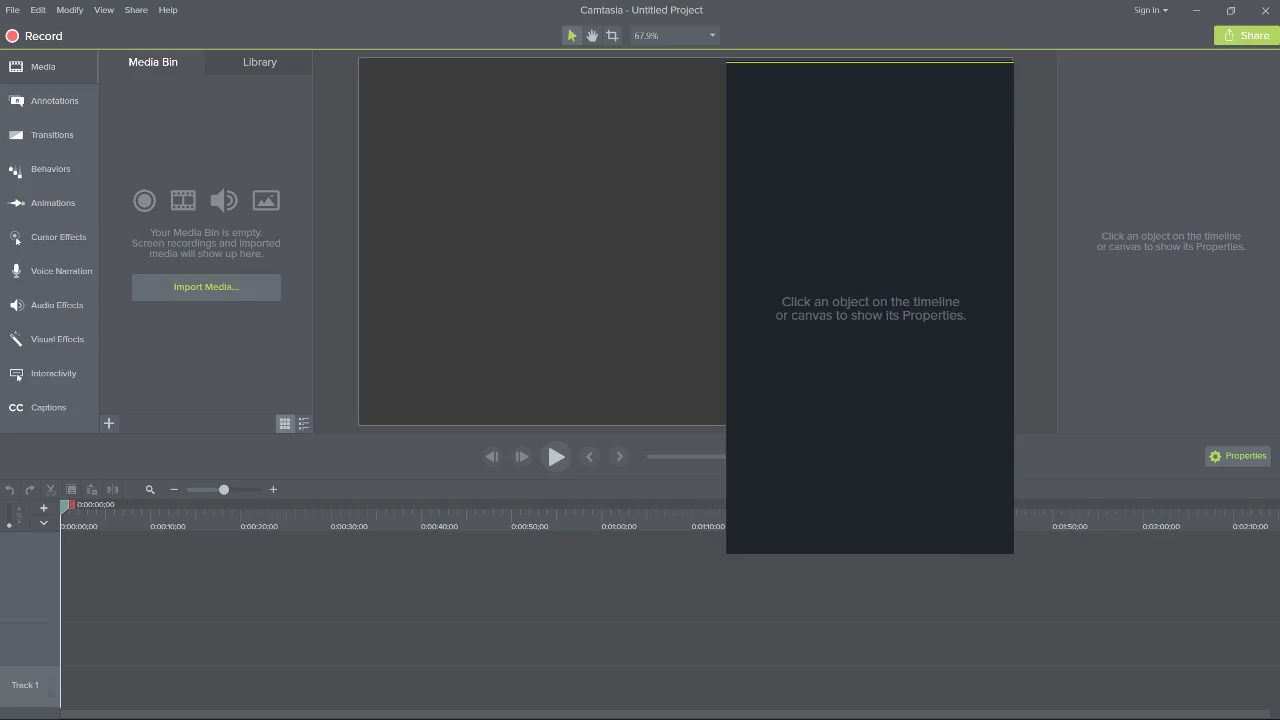 File Edit Modify View Share Help
Camtasia - Untitled Project
Sign In
Record
67.9%
Share
Media
Annotations
Transitions
Behaviors
Animations
Cursor Effects
Voice Narration
Audio Effects
Visual Effects
Interactivity
CC Captions
Media Bin
Library
Your Media Bin is empty.
Screen recordings and imported
media will show up here.
Import Media...
Click an object on the timeline
or canvas to show its Properties.
Click an object on the timeline
or canvas to show its Properties.
Properties
0:00:00;00
0:00:00;00 0:00:10;00 0:00:20;00 0:00:30;00 0:00:40;00 0:00:50;00 0:01:00;00 0:01:10;00 0:01:50;00 0:02:00;00 0:02:10;00
Track 1